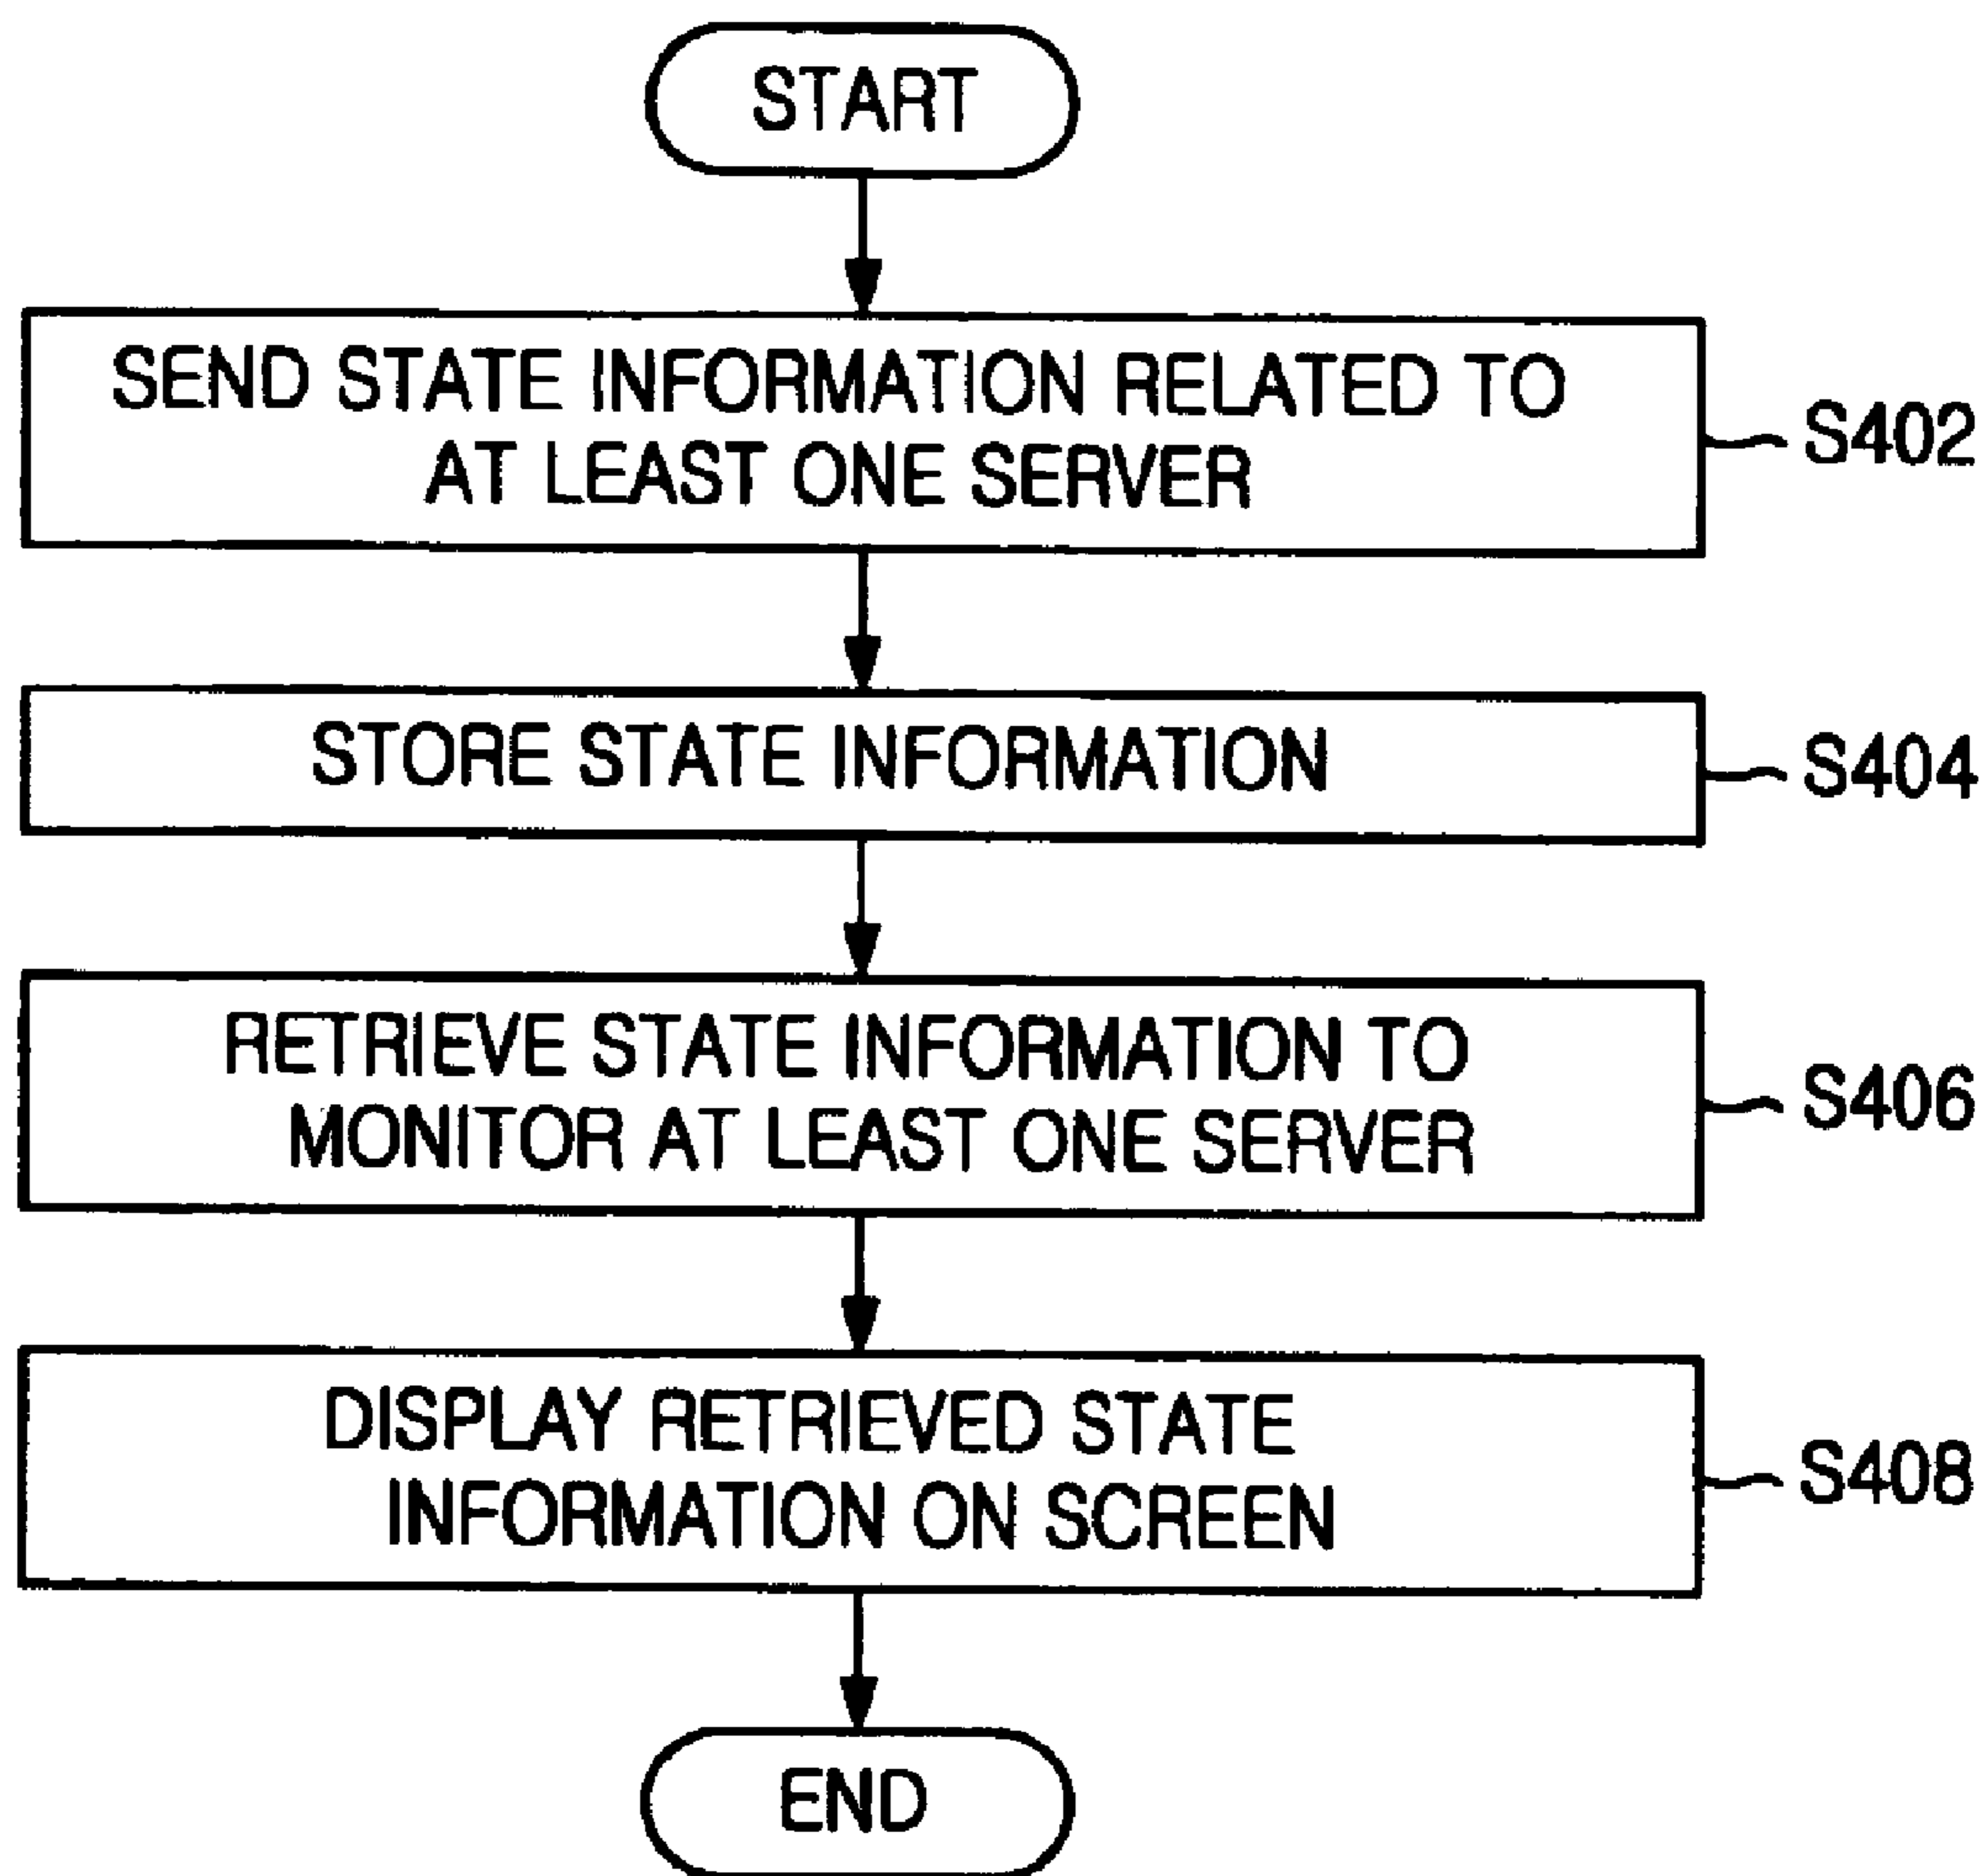 START
SEND STATE INFORMATION RELATED TO
AT LEAST ONE SERVER
S402
STORE STATE INFORMATION
S404
RETRIEVE STATE INFORMATION TO
MONITOR AT LEAST ONE SERVER
S406
DISPLAY RETRIEVED STATE
INFORMATION ON SCREEN
S408
END